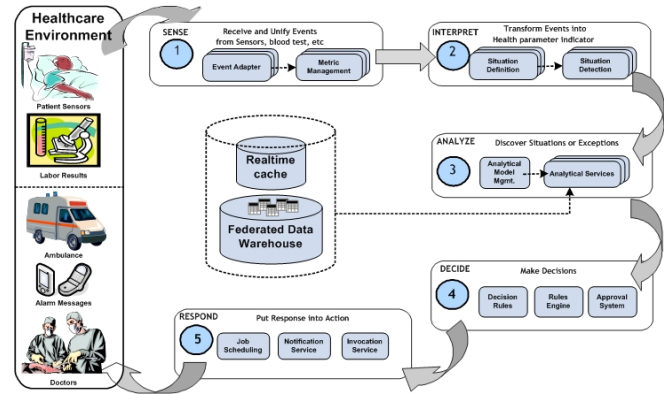 Healthcare
Environment
Patient Sensors
Labor Results
Ambulance
Alarm Messages
Doctors
SENSE
1
Receive and Unify Events
from Sensors, blood test, etc
Event Adapter
Metric
Management
INTERPRET
2
Transform Events into
Health parameter indicator
Situation
Definition
Situation
Detection
ANALYZE
3
Discover Situations or Exceptions
Analytical
Model
Mgmt.
Analytical Services
Realtime
cache
Federated Data
Warehouse
DECIDE
4
Make Decisions
Decision
Rules
Rules
Engine
Approval
System
RESPOND
5
Put Response into Action
Job
Scheduling
Notification
Service
Invocation
Service